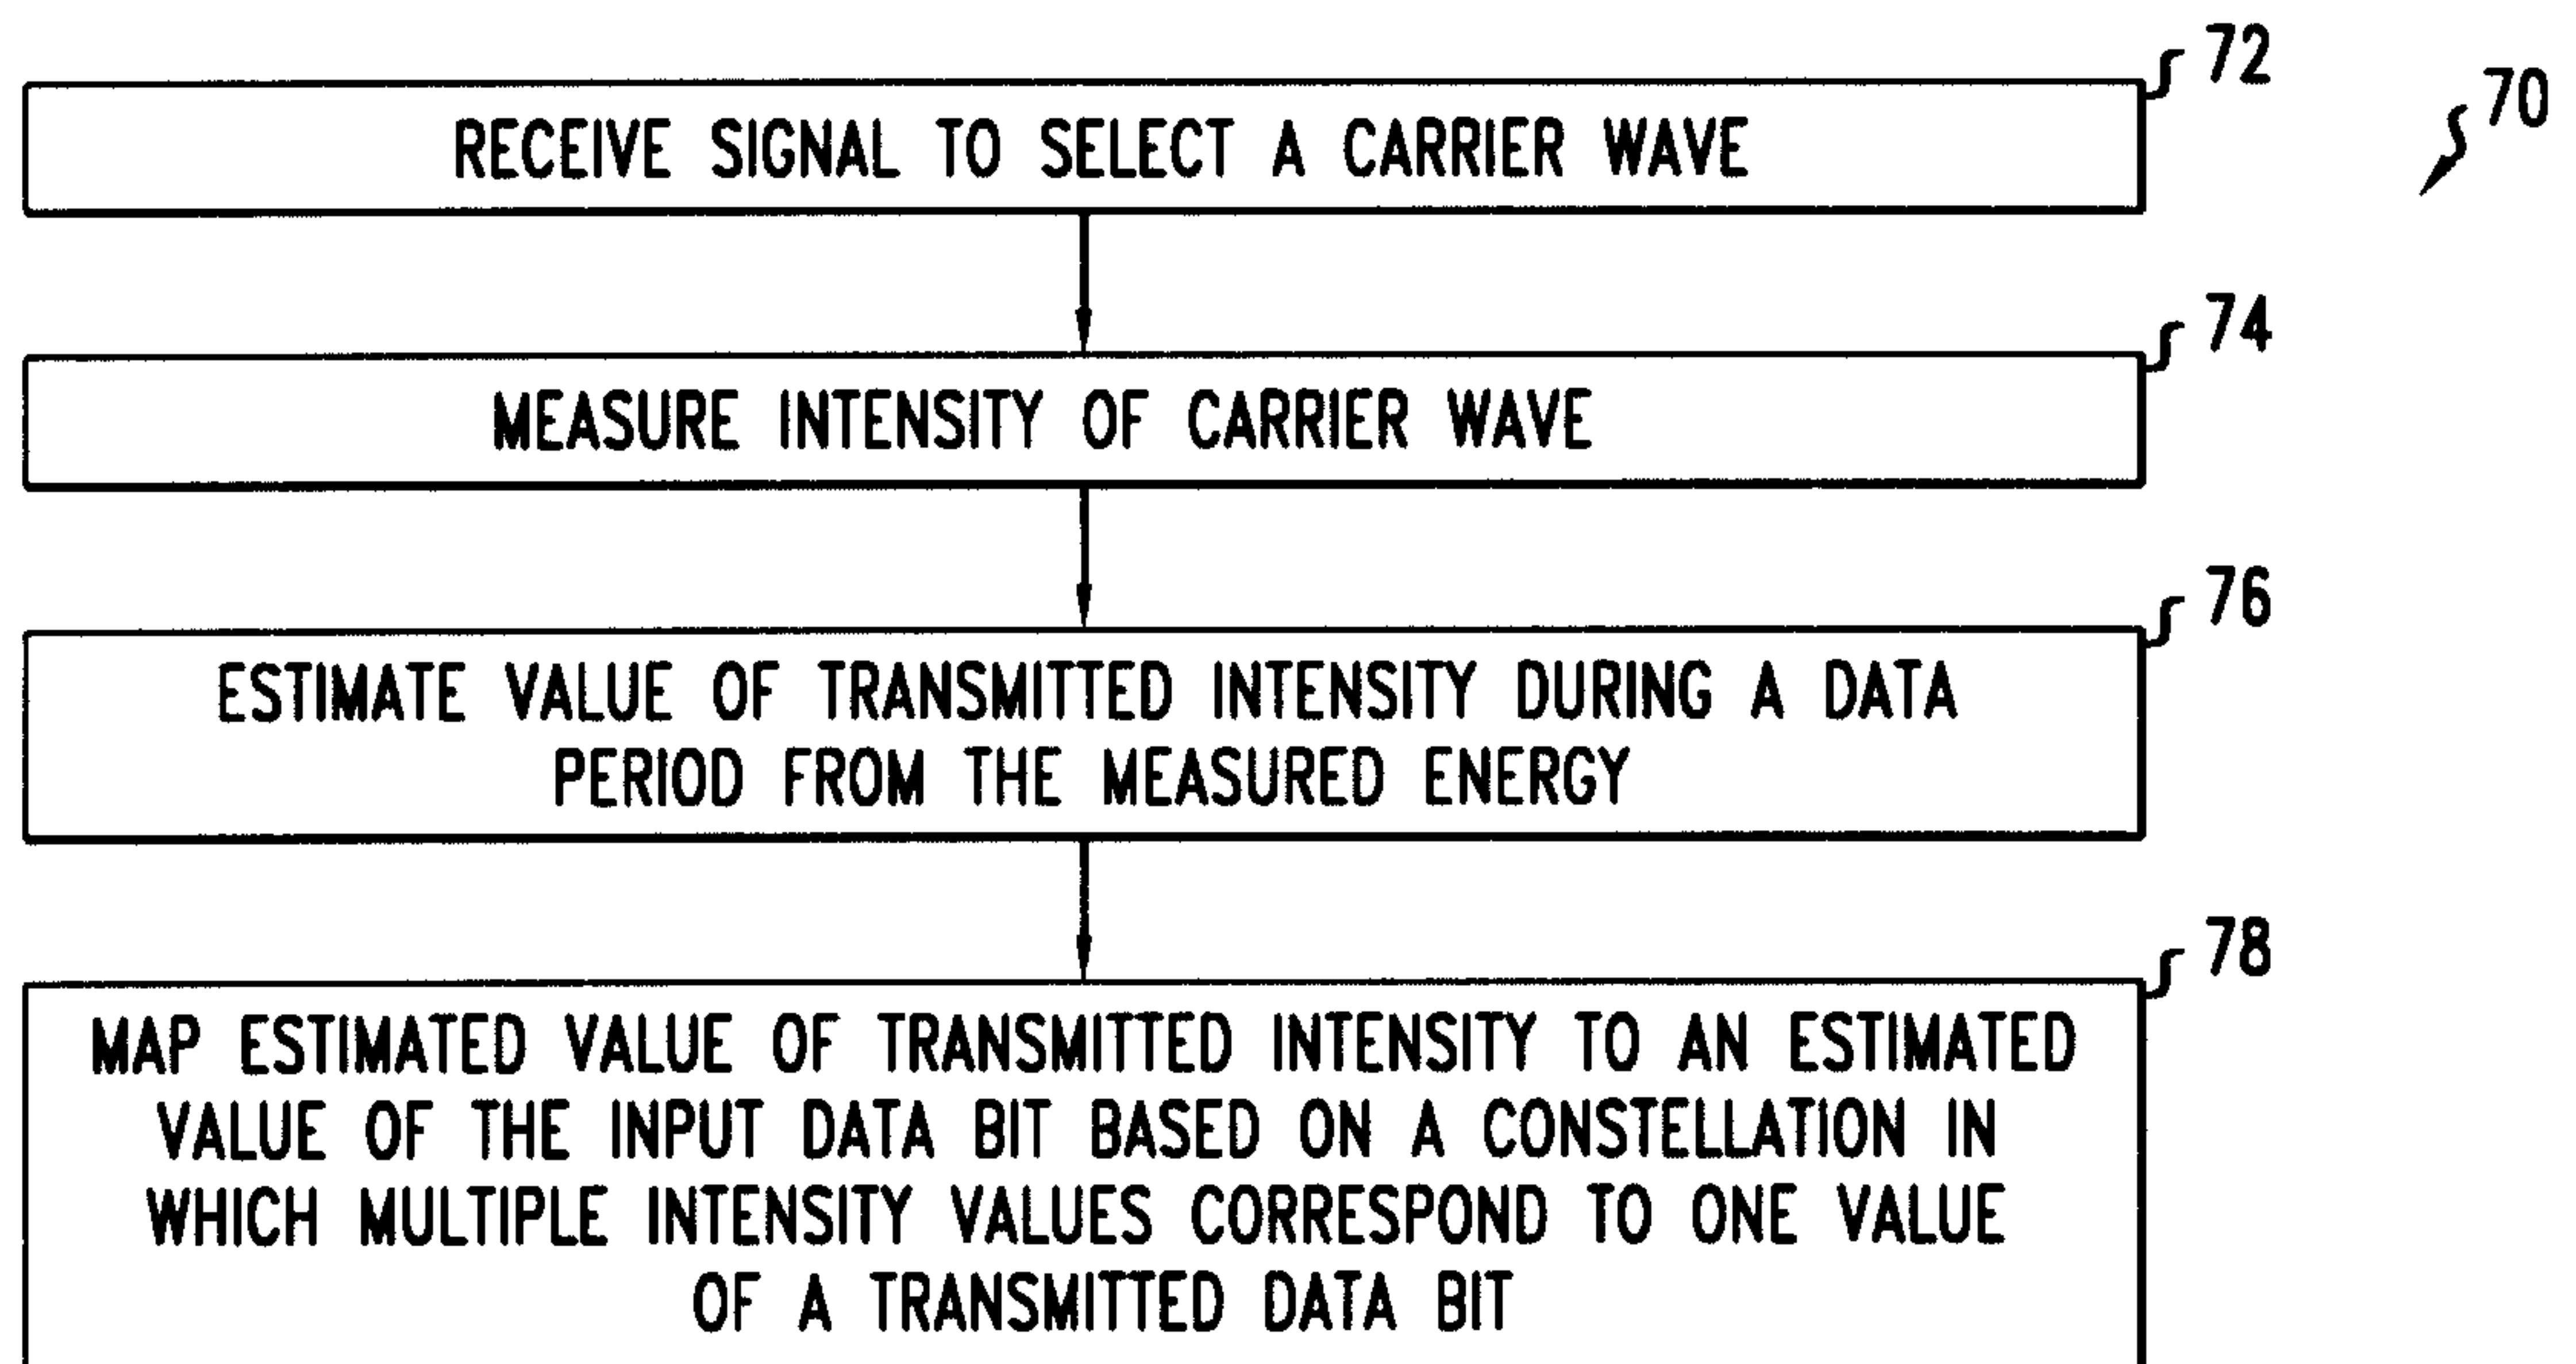 72
70
RECEIVE SIGNAL TO SELECT A CARRIER WAVE
74
MEASURE INTENSITY OF CARRIER WAVE
76
ESTIMATE VALUE OF TRANSMITTED INTENSITY DURING A DATA
PERIOD FROM THE MEASURED ENERGY
78
MAP ESTIMATED VALUE OF TRANSMITTED INTENSITY TO AN ESTIMATED
VALUE OF THE INPUT DATA BIT BASED ON A CONSTELLATION IN
WHICH MULTIPLE INTENSITY VALUES CORRESPOND TO ONE VALUE
OF A TRANSMITTED DATA BIT